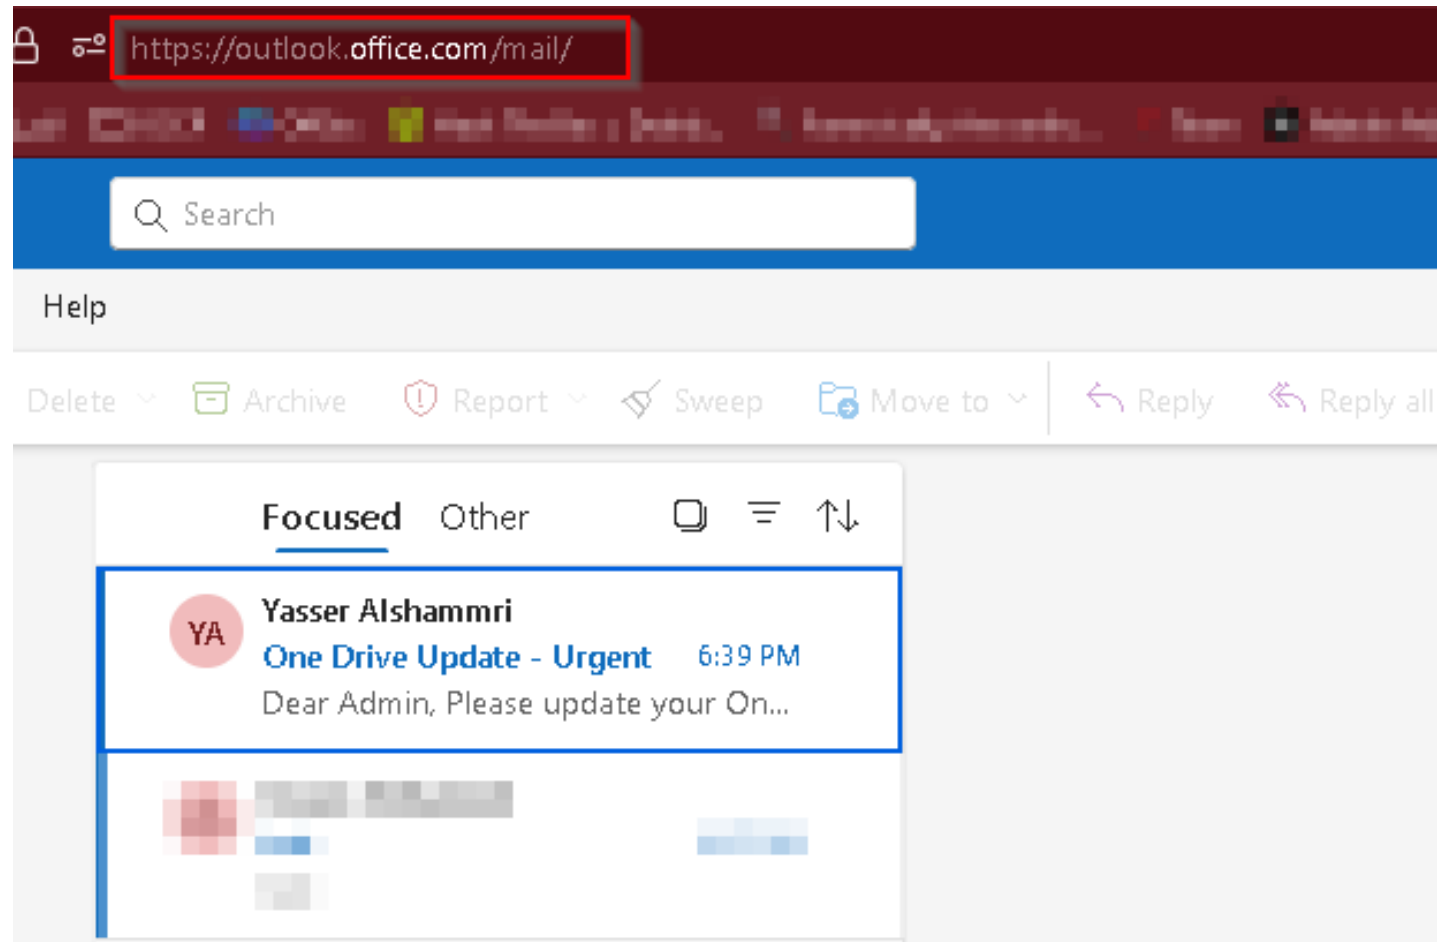 https://outlook.office.com/mail/
Search
Help
Delete Archive Report Sweep Move to Reply Reply all
Focused Other
YA
Yasser Alshammri
One Drive Update - Urgent 6:39 PM
Dear Admin, Please update your On...